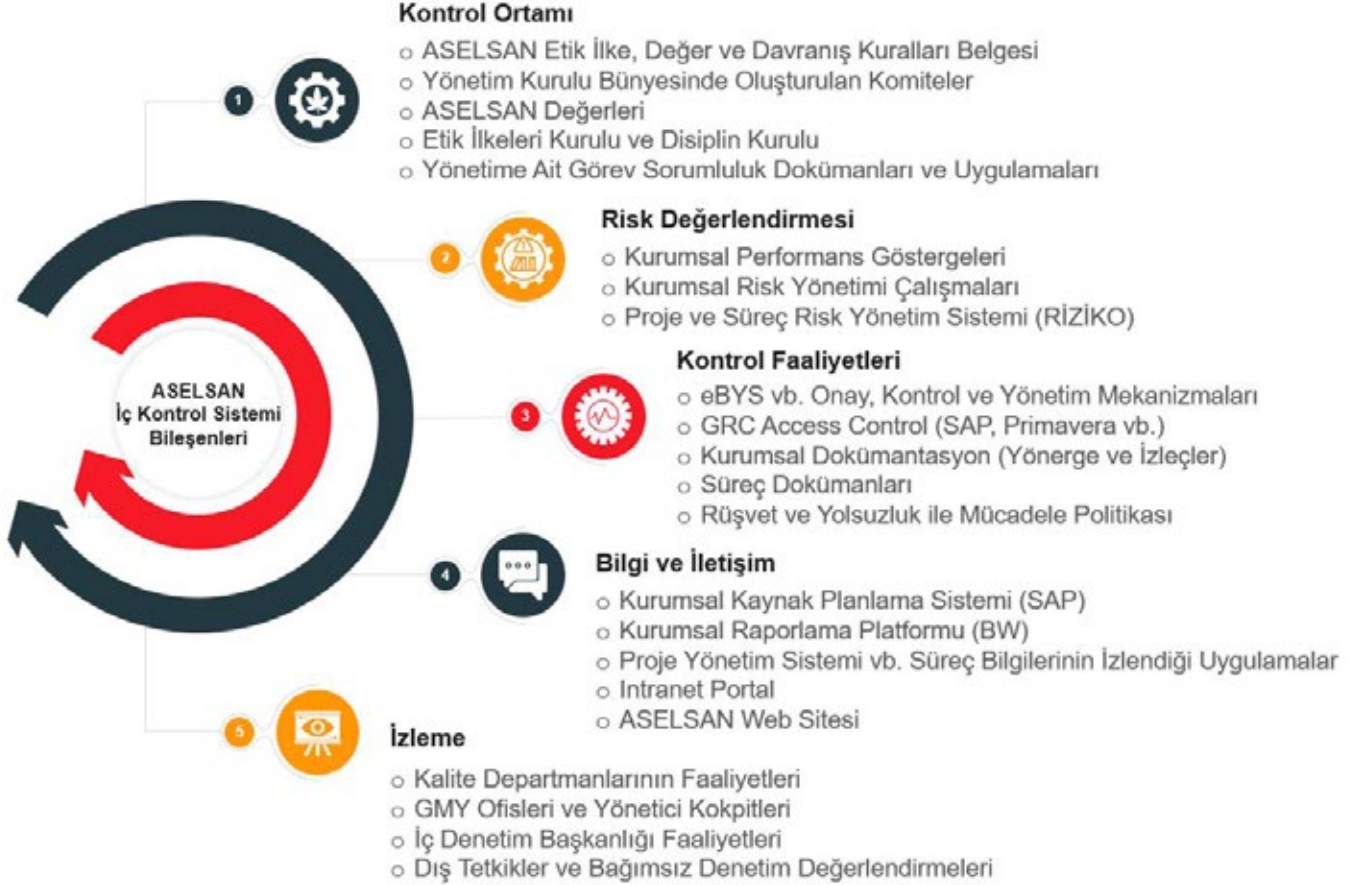 Kontrol Ortamı
o ASELSAN Etik İlke, Değer ve Davranış Kuralları Belgesi
o Yönetim Kurulu Bünyesinde Oluşturulan Komiteler
o ASELSAN Değerleri
o Etik İlkeleri Kurulu ve Disiplin Kurulu
o Yönetime Ait Görev Sorumluluk Dokümanları ve Uygulamaları
1
Risk Değerlendirmesi
o Kurumsal Performans Göstergeleri
o Kurumsal Risk Yönetimi Çalışmaları
o Proje ve Süreç Risk Yönetim Sistemi (RİZİKO)
2
ASELSAN
İç Kontrol Sistemi
Bileşenleri
Kontrol Faaliyetleri
o eBYS vb. Onay, Kontrol ve Yönetim Mekanizmaları
o GRC Access Control (SAP, Primavera vb.)
o Kurumsal Dokümantasyon (Yönerge ve İzleçler)
o Süreç Dokümanları
o Rüşvet ve Yolsuzluk ile Mücadele Politikası
3
Bilgi ve İletişim
o Kurumsal Kaynak Planlama Sistemi (SAP)
o Kurumsal Raporlama Platformu (BW)
o Proje Yönetim Sistemi vb. Süreç Bilgilerinin İzlendiği Uygulamalar
o Intranet Portal
o ASELSAN Web Sitesi
4
İzleme
o Kalite Departmanlarının Faaliyetleri
o GMY Ofisleri ve Yönetici Kokpitleri
o İç Denetim Başkanlığı Faaliyetleri
o Dış Tetkikler ve Bağımsız Denetim Değerlendirmeleri
5